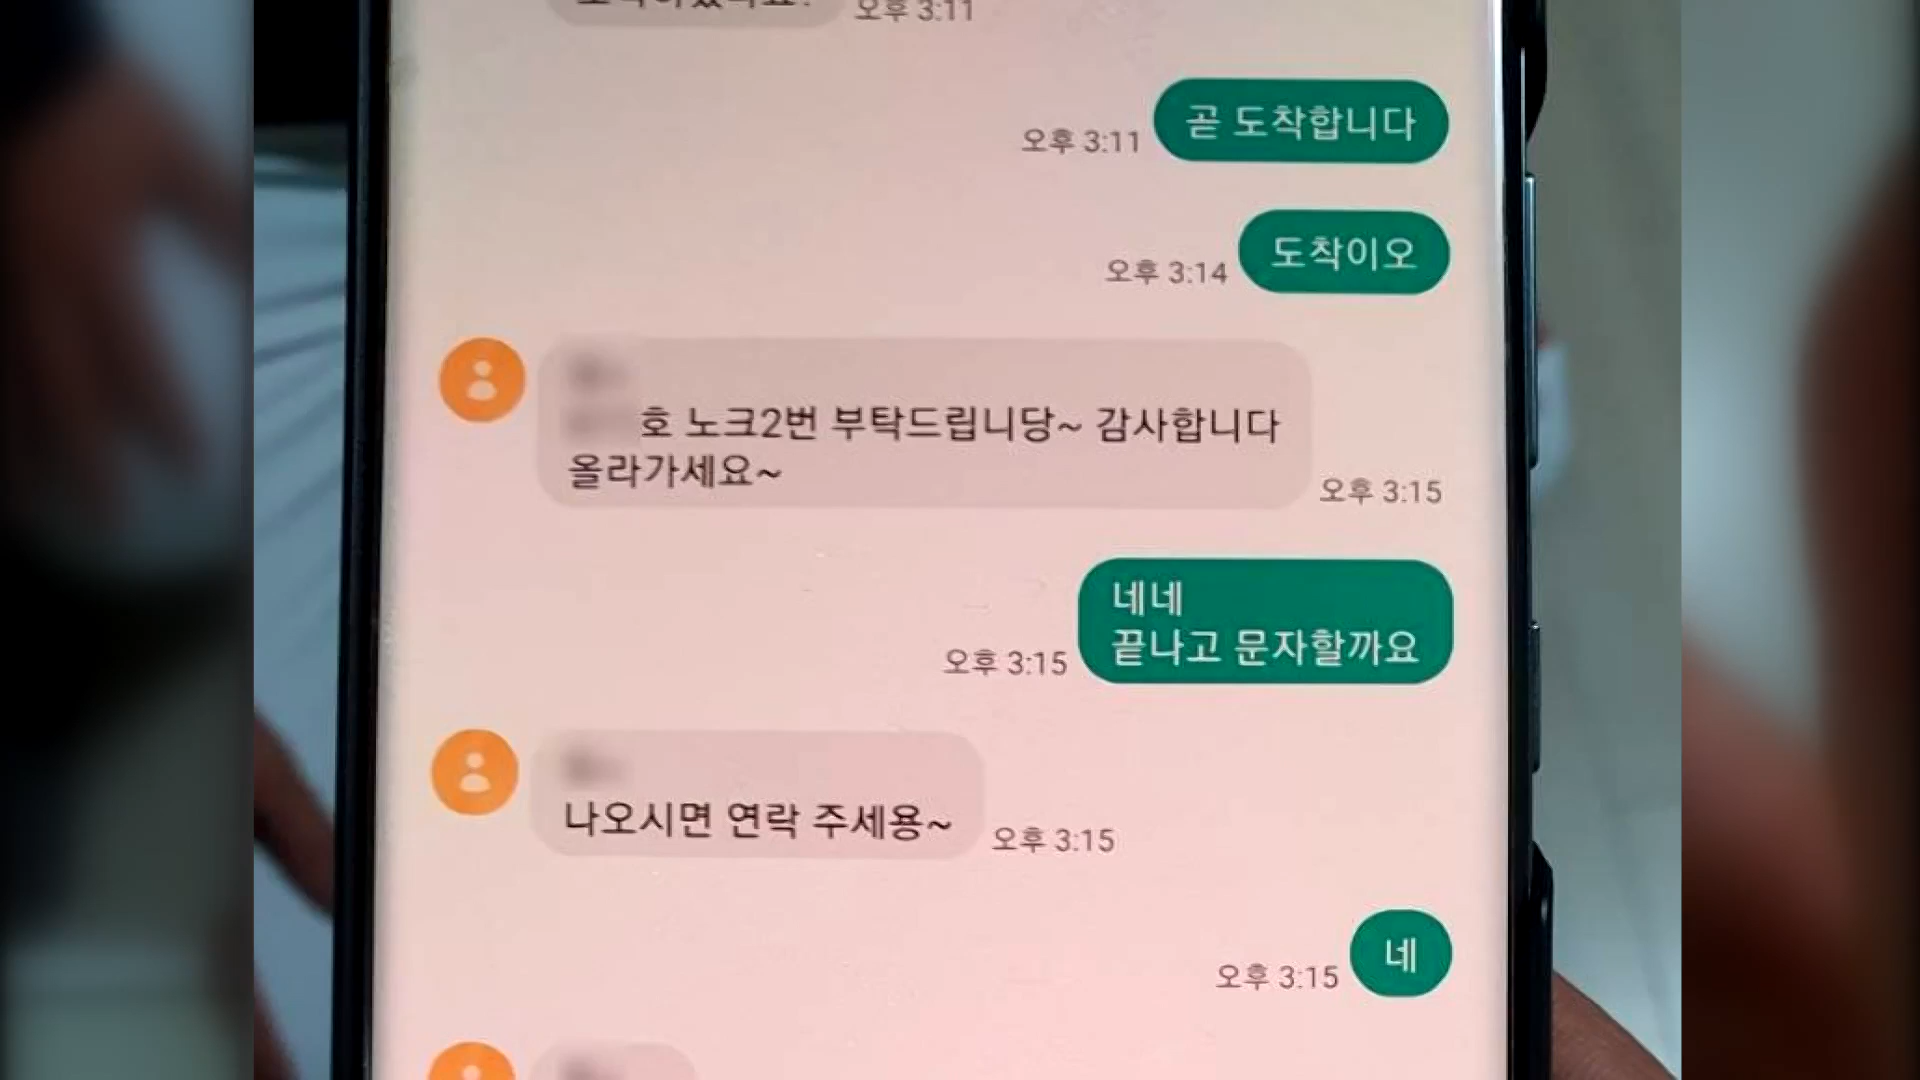 오후 3:11
곧 도착합니다
오후 3:11
도착이오
오후 3:14
호 노크2번 부탁드립니당~ 감사합니다
올라가세요~
오후 3:15
네네
끝나고 문자할까요
오후 3:15
나오시면 연락 주세용~
오후 3:15
네
오후 3:15